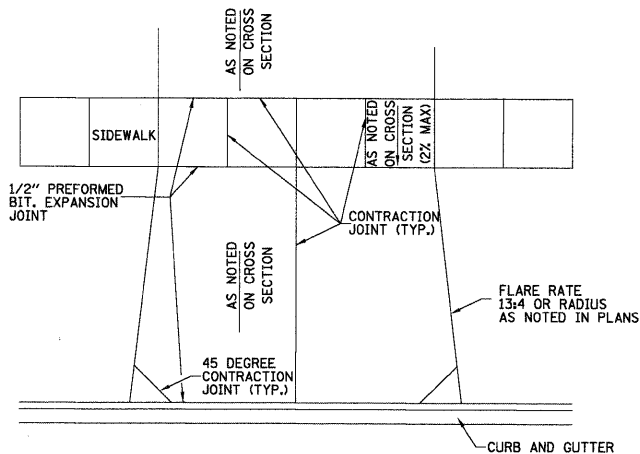 AS NOTED
ON CROSS
SECTION
SIDEWALK
AS NOTED
ON CROSS
SECTION
(2% MAX)
1/2" PREFORMED
BIT. EXPANSION
JOINT
CONTRACTION
JOINT (TYP.)
AS NOTED
ON CROSS
SECTION
FLARE RATE
13:4 OR RADIUS
AS NOTED IN PLANS
45 DEGREE
CONTRACTION
JOINT (TYP.)
CURB AND GUTTER